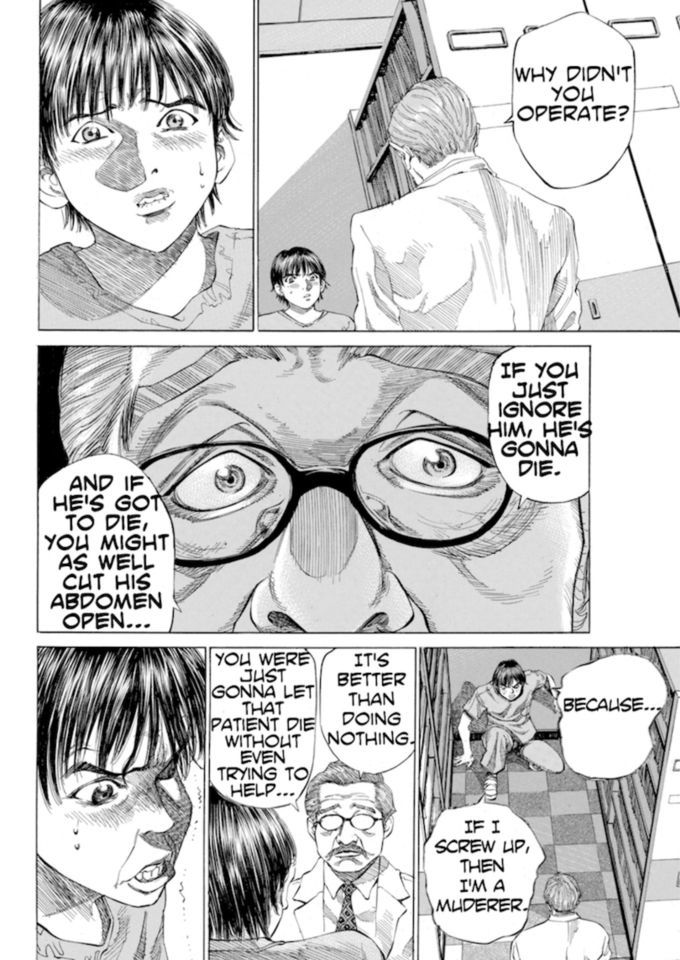 WHY DIDN'T
YOU
OPERATE?
IF YOU
JUST
IGNORE
HIM, HE'S
GONNA
DIE.
AND IF
HE'S GOT
TO DIE,
YOU MIGHT
AS WELL
CUT HIS
ABDOMEN
OPEN...
BECAUSE...
IF I
SCREW UP,
THEN
I'M A
MUDERER.
IT'S
BETTER
THAN
DOING
NOTHING.
YOU WERE
JUST
GONNA LET
THAT
PATIENT DIE
WITHOUT
EVEN
TRYING TO
HELP...